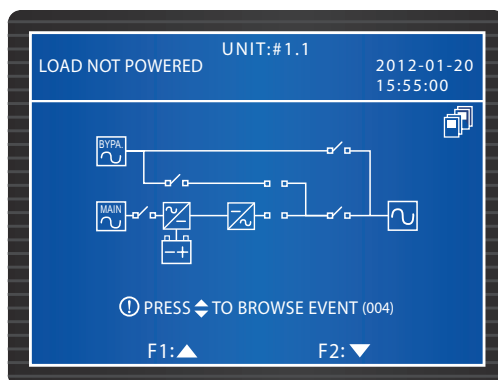 UNIT:#1.1
LOAD NOT POWERED
2012-01-20
15:55:00
BYPA.
MAIN
PRESS TO BROWSE EVENT (004)
F1: F2: